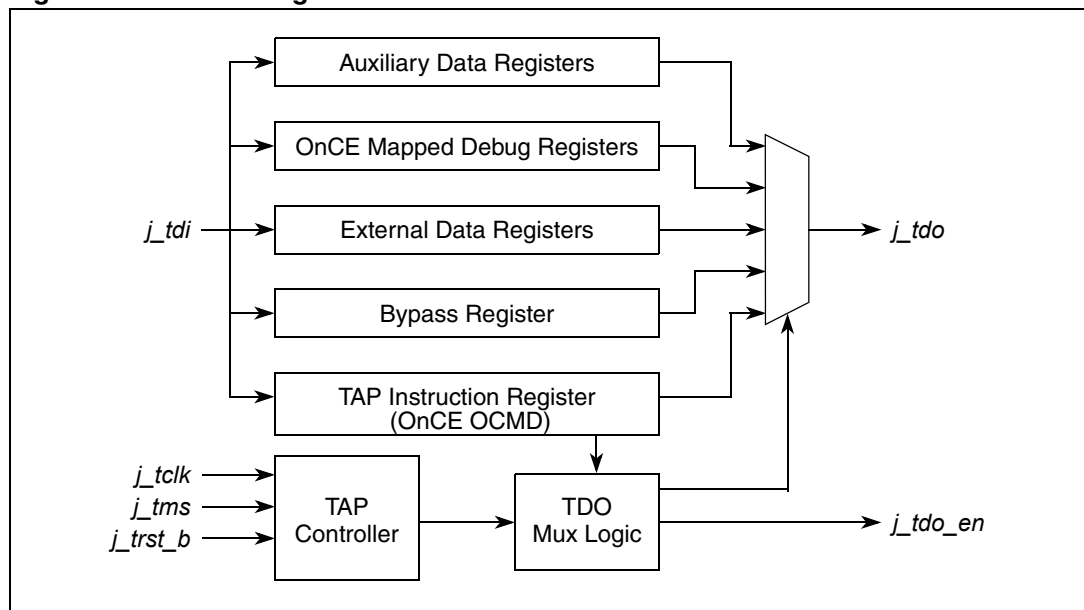 Auxiliary Data Registers
OnCE Mapped Debug Registers
j_tdi
External Data Registers
j_tdo
Bypass Register
TAP Instruction Register
(OnCE OCMD)
j_tclk
j_tms
j_trst_b
TAP
Controller
TDO
Mux Logic
j_tdo_en